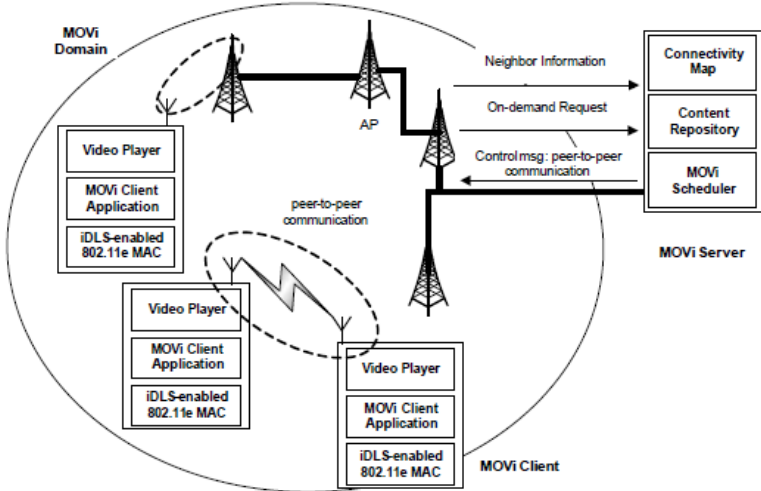 MOVi
Domain
Neighbor Information
Connectivity
Map
AP
On-demand Request
Content
Repository
Control msg: peer-to-peer
communication
MOVi
Scheduler
MOVi Server
Video Player
MOVi Client
Application
iDLS-enabled
802.11e MAC
peer-to-peer
communication
Video Player
MOVi Client
Application
iDLS-enabled
802.11e MAC
Video Player
MOVi Client
Application
iDLS-enabled
802.11e MAC
MOVi Client